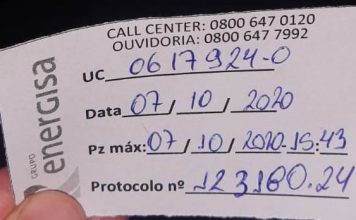 CALL CENTER: 0800 647 0120
OUVIDORIA: 0800 647 7992
GRUPO energisa
UC 0617924-0
Data 07/10/2020
Pz máx: 07/10/2020-15:43
Protocolo nº 123160.24